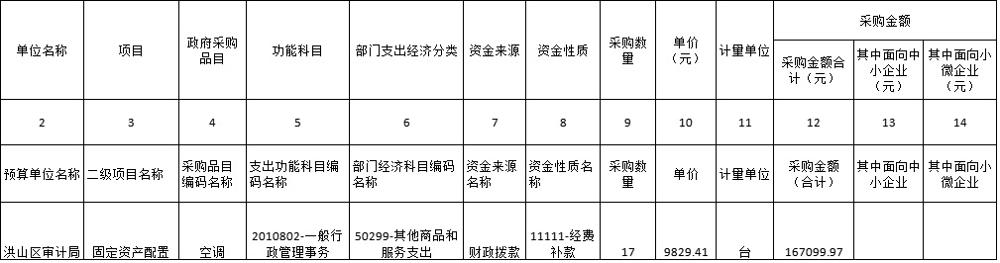 单位名称 项目 政府采购品目 功能科目 部门支出经济分类 资金来源 资金性质 采购数量 单价（元） 计量单位 采购金额
采购金额合计（元） 其中面向中小企业（元） 其中面向小微企业（元）
2 3 4 5 6 7 8 9 10 11 12 13 14
预算单位名称 二级项目名称 采购品目编码名称 支出功能科目编码名称 部门经济科目编码名称 资金来源名称 资金性质名称 采购数量 单价 计量单位 采购金额（合计） 其中面向中小企业 其中面向小微企业
洪山区审计局 固定资产配置 空调 2010802-一般行政管理事务 50299-其他商品和服务支出 财政拨款 11111-经费补款 17 9829.41 台 167099.97